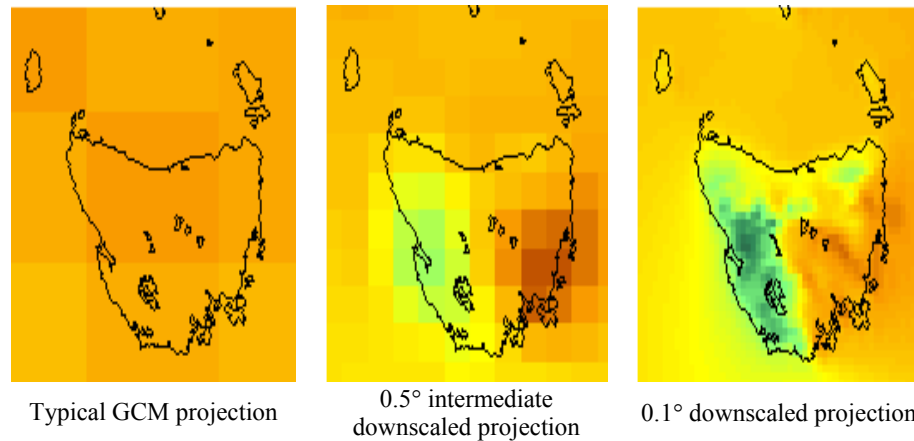 Typical GCM projection
0.5° intermediate
downscaled projection
0.1° downscaled projection